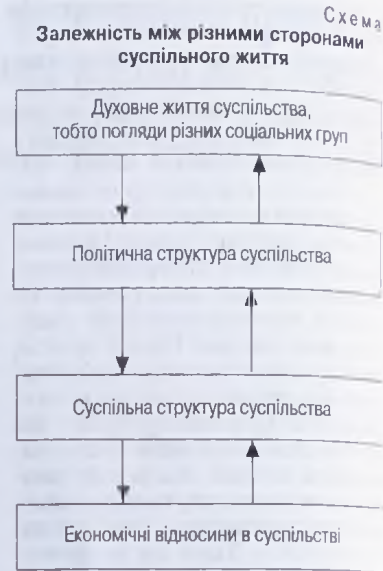 Схема
Залежність між різними сторонами
суспільного життя
Духовне життя суспільства,
тобто погляди різних соціальних груп
Політична структура суспільства
Суспільна структура суспільства
Економічні відносини в суспільстві